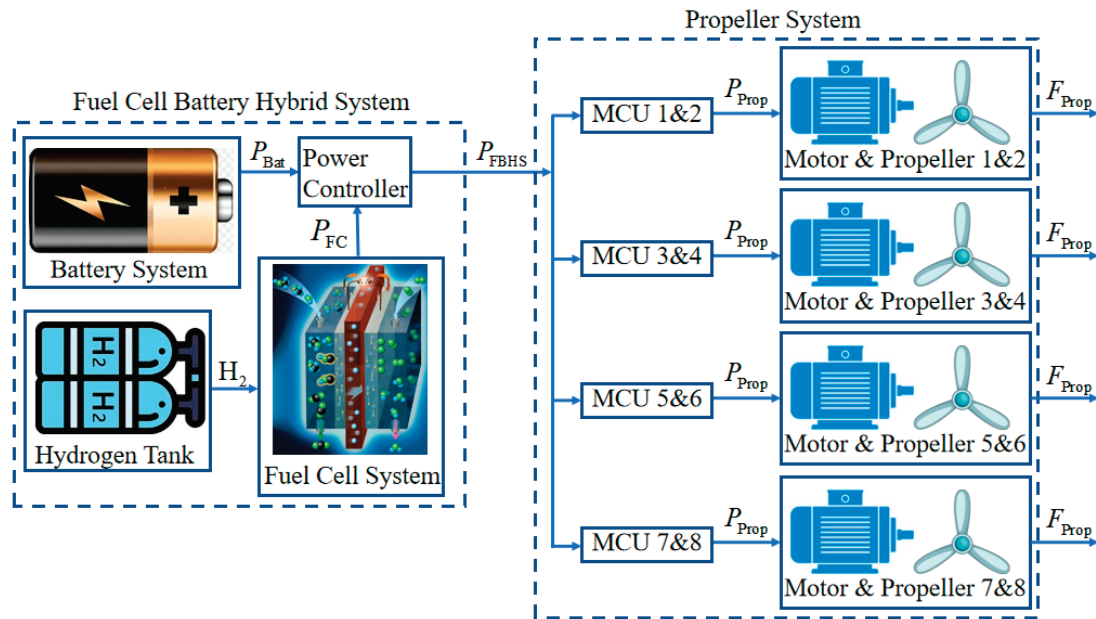 Propeller System
Fuel Cell Battery Hybrid System
P_Bat
Power
Controller
P_FBHS
P_FC
Battery System
H2
H2
Hydrogen Tank
H2
Fuel Cell System
MCU 1&2
P_Prop
Motor & Propeller 1&2
F_Prop
MCU 3&4
P_Prop
Motor & Propeller 3&4
F_Prop
MCU 5&6
P_Prop
Motor & Propeller 5&6
F_Prop
MCU 7&8
P_Prop
Motor & Propeller 7&8
F_Prop